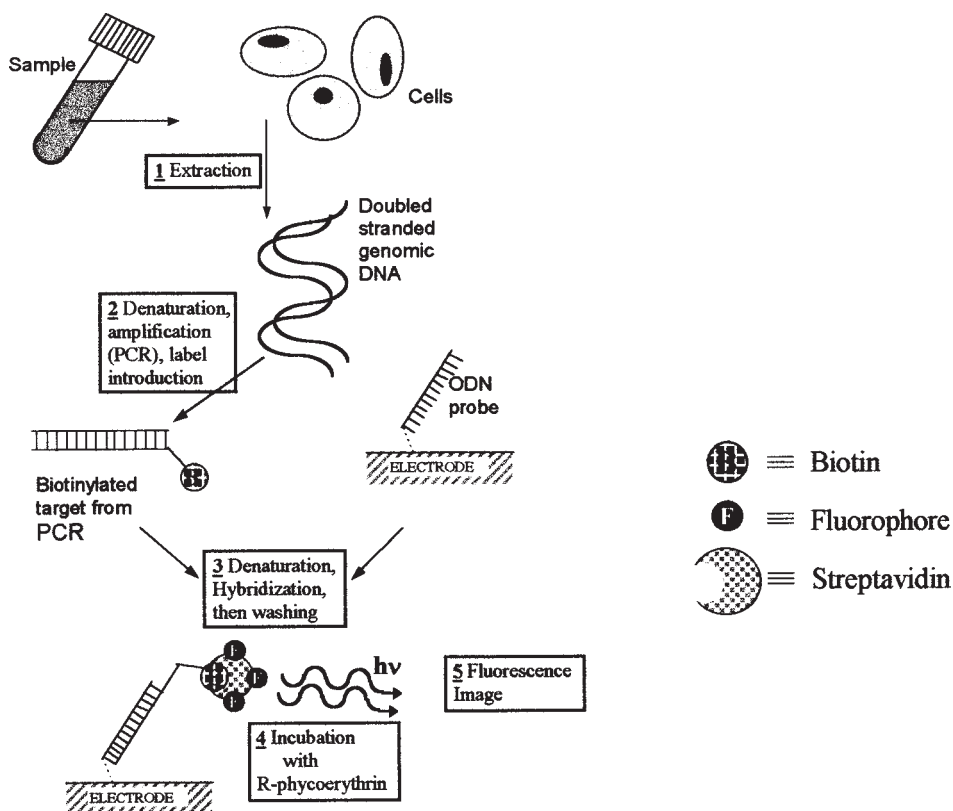 Sample
Cells
1 Extraction
Doubled
stranded
genomic
DNA
2 Denaturation,
amplification
(PCR), label
introduction
ODN
probe
ELECTRODE
Biotinylated
target from
PCR
3 Denaturation,
Hybridization,
then washing
F
F
F
hν
4 Incubation
with
R-phycoerythrin
5 Fluorescence
Image
ELECTRODE
Biotin
F Fluorophore
Streptavidin